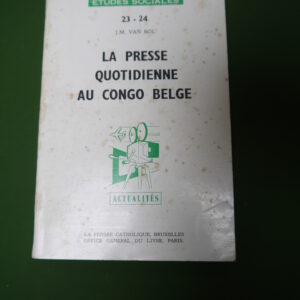 ÉTUDES SOCIALES
23 - 24
J.M. VAN BOL
LA PRESSE
QUOTIDIENNE
AU CONGO BELGE
ACTUALITÉS
LA PENSÉE CATHOLIQUE, BRUXELLES
OFFICE GÉNÉRAL DU LIVRE, PARIS